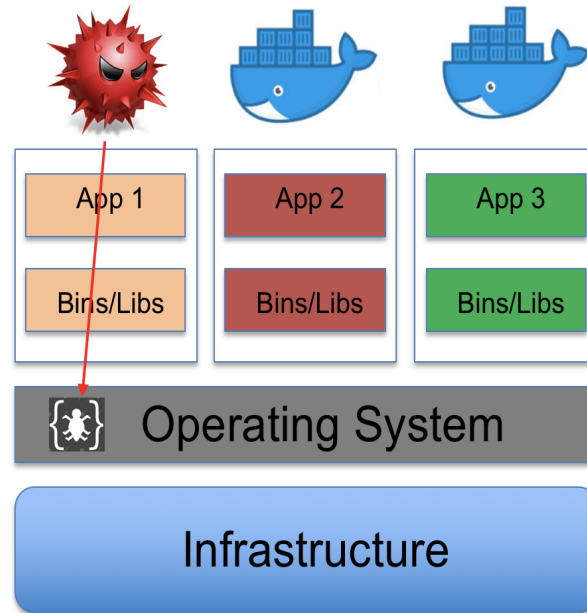 App 1
App 2
App 3
Bins/Libs
Bins/Libs
Bins/Libs
{ }
Operating System
Infrastructure